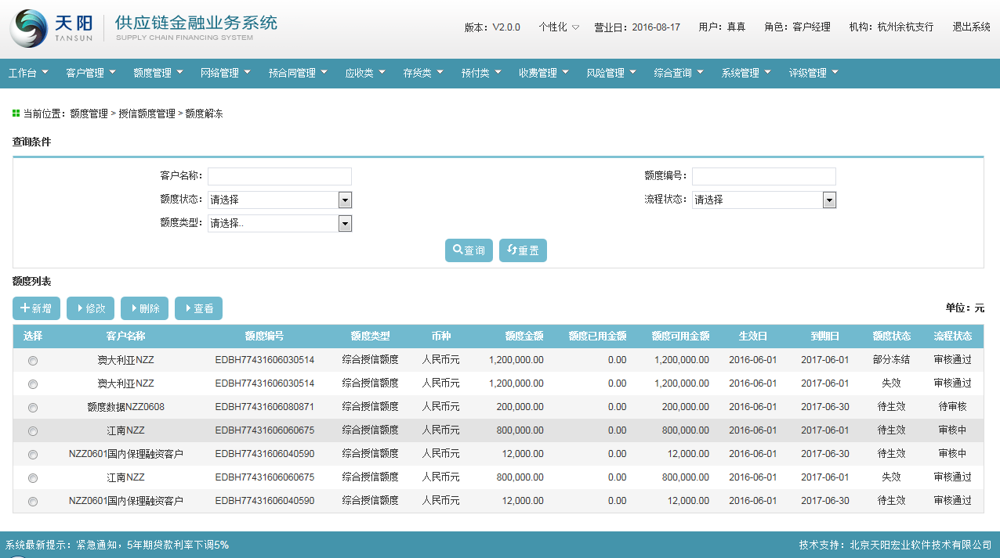 天阳 TANSUN 供应链金融业务系统 SUPPLY CHAIN FINANCING SYSTEM
版本：V2.0.0 个性化 营业日：2016-08-17 用户：真真 角色：客户经理 机构：杭州余杭支行 退出系统
工作台 客户管理 额度管理 网络管理 预合同管理 应收类 存货类 预付类 收费管理 风险管理 综合查询 系统管理 评级管理
当前位置：额度管理 > 授信额度管理 > 额度解冻
查询条件
客户名称： 额度编号：
额度状态：请选择 流程状态：请选择
额度类型：请选择..
查询 重置
额度列表
新增 修改 删除 查看 单位：元
选择 客户名称 额度编号 额度类型 币种 额度金额 额度已用金额 额度可用金额 生效日 到期日 额度状态 流程状态
澳大利亚NZZ EDBH77431606030514 综合授信额度 人民币元 1,200,000.00 0.00 1,200,000.00 2016-06-01 2017-06-01 部分冻结 审核通过
澳大利亚NZZ EDBH77431606030514 综合授信额度 人民币元 1,200,000.00 0.00 1,200,000.00 2016-06-01 2017-06-01 失效 审核通过
额度数据NZZ0608 EDBH77431606080871 综合授信额度 人民币元 200,000.00 0.00 200,000.00 2016-06-01 2017-06-30 待生效 待审核
江南NZZ EDBH77431606060675 综合授信额度 人民币元 800,000.00 0.00 800,000.00 2016-06-01 2017-06-01 待生效 审核中
NZZ0601国内保理融资客户 EDBH77431606040590 综合授信额度 人民币元 12,000.00 0.00 12,000.00 2016-06-01 2017-06-30 待生效 审核中
江南NZZ EDBH77431606060675 综合授信额度 人民币元 800,000.00 0.00 800,000.00 2016-06-01 2017-06-01 失效 审核通过
NZZ0601国内保理融资客户 EDBH77431606040590 综合授信额度 人民币元 12,000.00 0.00 12,000.00 2016-06-01 2017-06-30 待生效 审核通过
系统最新提示：紧急通知，5年期贷款利率下调5% 技术支持：北京天阳宏业软件技术有限公司